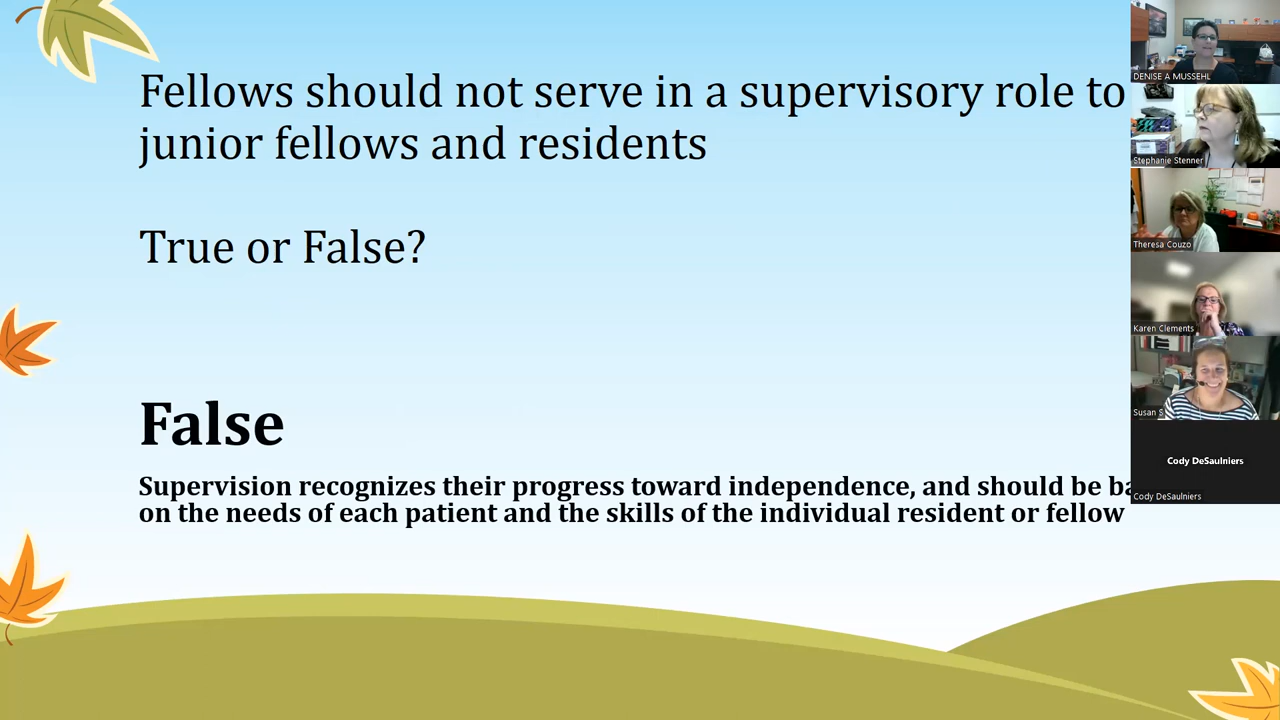 Fellows should not serve in a supervisory role to
junior fellows and residents
True or False?
False
Supervision recognizes their progress toward independence, and should be
on the needs of each patient and the skills of the individual resident or fellow
DENISE A MUSSEHL
Stephanie Stenner
Theresa Couzo
Karen Clements
Susan S
Cody DeSaulniers
Cody DeSaulniers